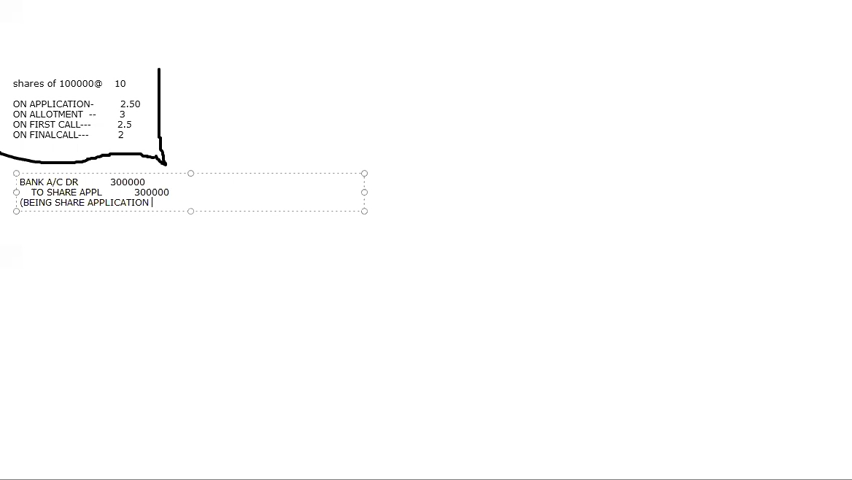 shares of 100000@ 10
ON APPLICATION- 2.50
ON ALLOTMENT -- 3
ON FIRST CALL--- 2.5
ON FINALCALL--- 2
BANK A/C DR 300000
TO SHARE APPL 300000
(BEING SHARE APPLICATION